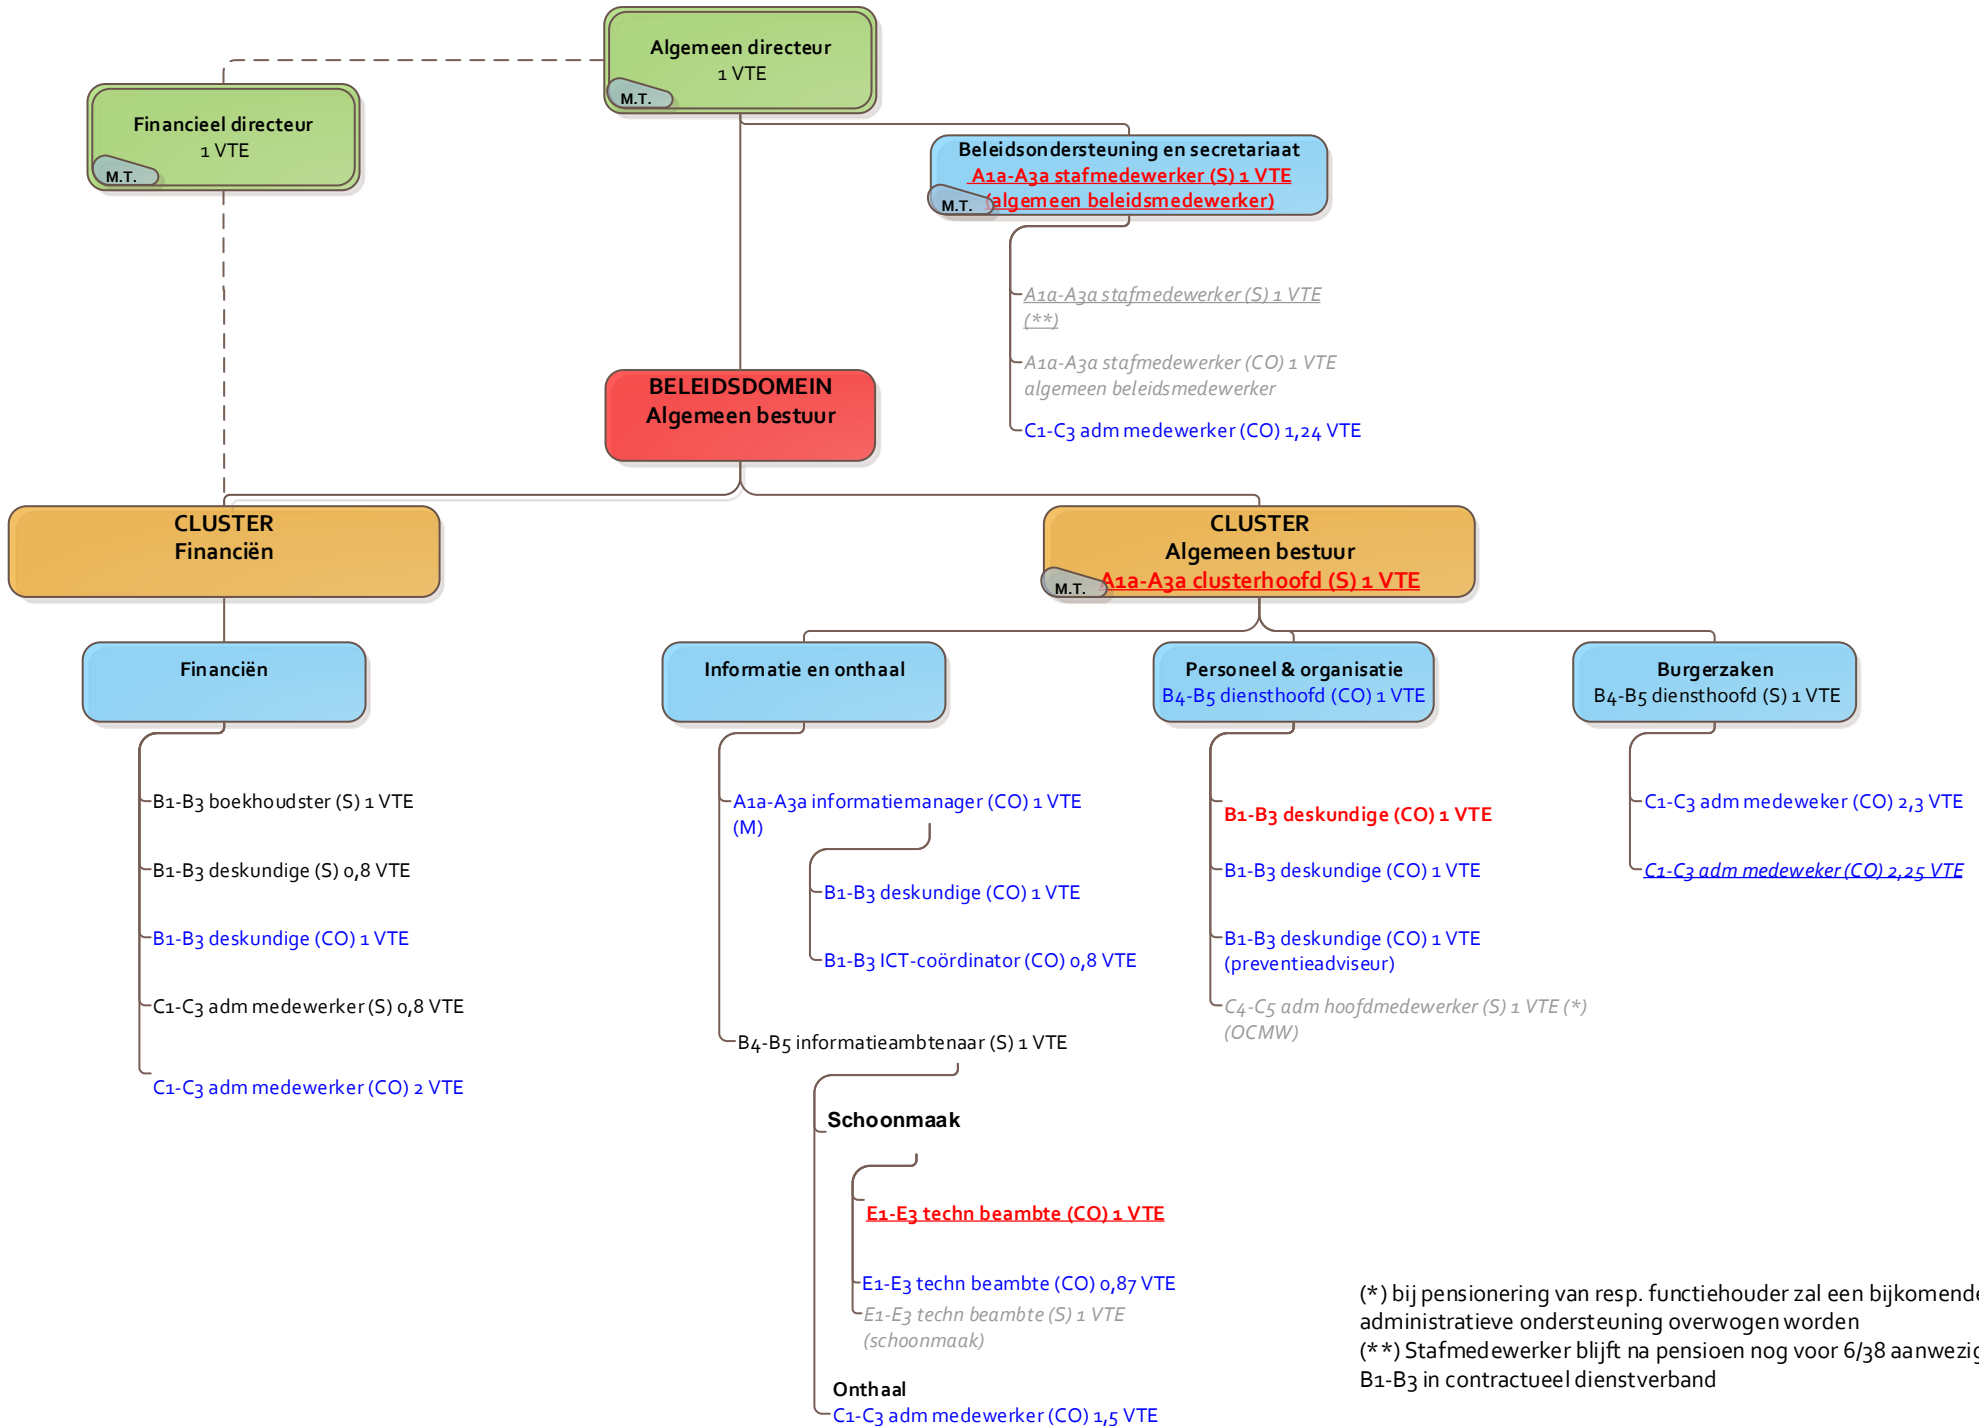 Algemeen directeur
1 VTE
M.T.
Financieel directeur
1 VTE
M.T.
Beleidsondersteuning en secretariaat
A1a-A3a stafmedewerker (S) 1 VTE
(algemeen beleidsmedewerker)
M.T.
A1a-A3a stafmedewerker (S) 1 VTE
(**)
A1a-A3a stafmedewerker (CO) 1 VTE
algemeen beleidsmedewerker
C1-C3 adm medewerker (CO) 1,24 VTE
BELEIDSDOMEIN
Algemeen bestuur
CLUSTER
Financiën
CLUSTER
Algemeen bestuur
A1a-A3a clusterhoofd (S) 1 VTE
M.T.
Financiën
B1-B3 boekhoudster (S) 1 VTE
B1-B3 deskundige (S) 0,8 VTE
B1-B3 deskundige (CO) 1 VTE
C1-C3 adm medewerker (S) 0,8 VTE
C1-C3 adm medewerker (CO) 2 VTE
Informatie en onthaal
A1a-A3a informatiemanager (CO) 1 VTE
(M)
B1-B3 deskundige (CO) 1 VTE
B1-B3 ICT-coördinator (CO) 0,8 VTE
B4-B5 informatieambtenaar (S) 1 VTE
Schoonmaak
E1-E3 techn beambte (CO) 1 VTE
E1-E3 techn beambte (CO) 0,87 VTE
E1-E3 techn beambte (S) 1 VTE
(schoonmaak)
Onthaal
C1-C3 adm medewerker (CO) 1,5 VTE
Personeel & organisatie
B4-B5 diensthoofd (CO) 1 VTE
B1-B3 deskundige (CO) 1 VTE
B1-B3 deskundige (CO) 1 VTE
B1-B3 deskundige (CO) 1 VTE
(preventieadviseur)
C4-C5 adm hoofdmedewerker (S) 1 VTE (*)
(OCMW)
Burgerzaken
B4-B5 diensthoofd (S) 1 VTE
C1-C3 adm medeweker (CO) 2,3 VTE
C1-C3 adm medeweker (CO) 2,25 VTE
(*) bij pensionering van resp. functiehouder zal een bijkomende
administratieve ondersteuning overwogen worden
(**) Stafmedewerker blijft na pensioen nog voor 6/38 aanwezig
B1-B3 in contractueel dienstverband